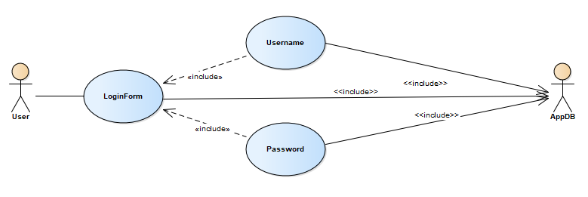 Username
«include»
<<include>>
LoginForm
<<include>>
User
AppDB
<<include>>
«include»
Password